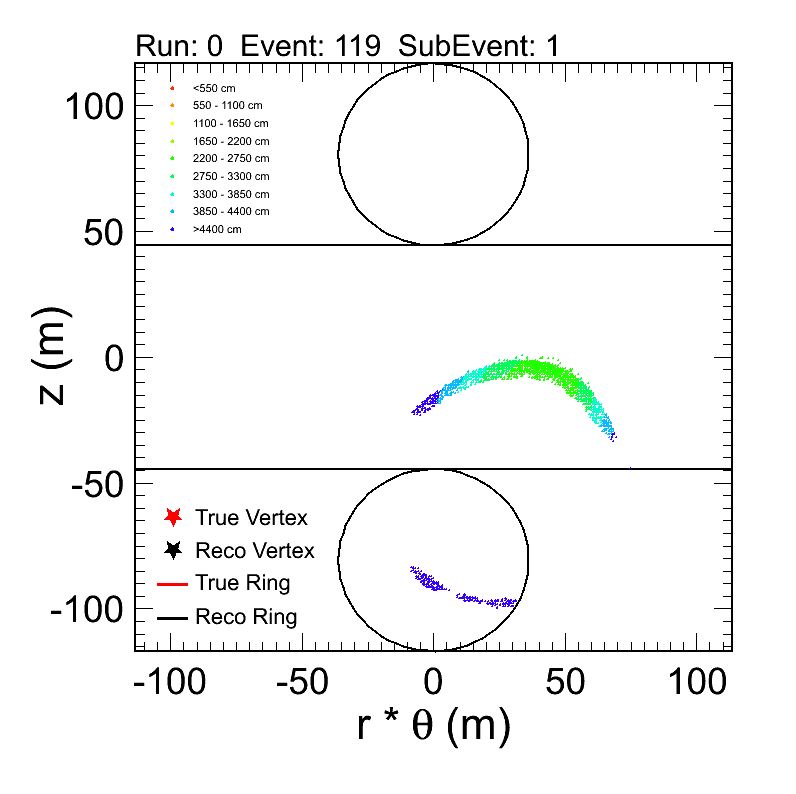 Run: 0  Event: 119  SubEvent: 1
<550 cm
550 - 1100 cm
1100 - 1650 cm
1650 - 2200 cm
2200 - 2750 cm
2750 - 3300 cm
3300 - 3850 cm
3850 - 4400 cm
>4400 cm
100
50
0
-50
-100
z (m)
True Vertex
Reco Vertex
True Ring
Reco Ring
-100 -50 0 50 100
r * θ (m)